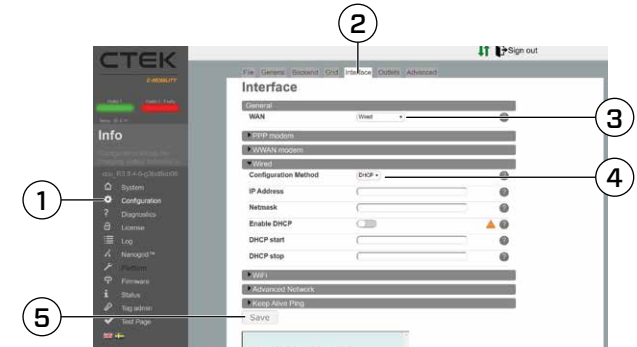 2
CTEK
E-MOBILITY
Sign out
File General Backend Grid Interface Outlets Advanced
Interface
General
WAN Wired
3
PPP modem
WWAN modem
Info
Wired
Configuration Method DHCP
4
IP Address
1
System
Configuration
Netmask
Diagnostics
Enable DHCP
License
DHCP start
Log
Nanogrid™
DHCP stop
Platform
WiFi
Firmware
Advanced Network
Status
Keep Alive Ping
Tag admin
5
Save
Test Page